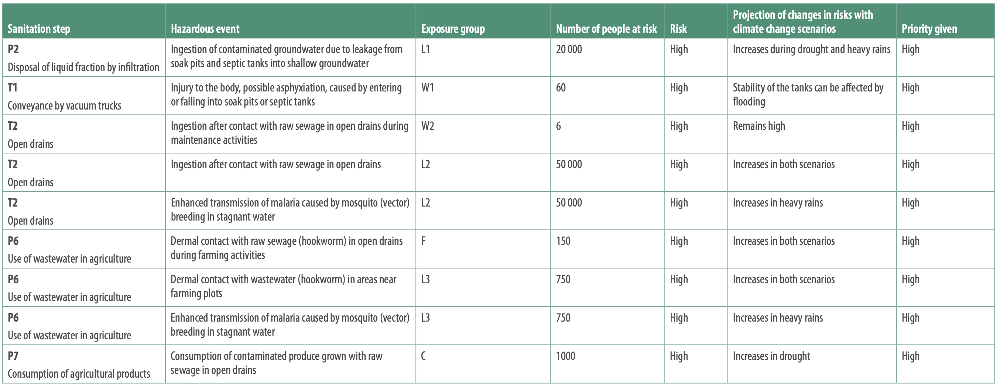 Sanitation step
Hazardous event
Exposure group
Number of people at risk
Risk
Projection of changes in risks with
climate change scenarios
Priority given
P2
Disposal of liquid fraction by infiltration
Ingestion of contaminated groundwater due to leakage from
soak pits and septic tanks into shallow groundwater
L1
20 000
High
Increases during drought and heavy rains
High
T1
Conveyance by vacuum trucks
Injury to the body, possible asphyxiation, caused by entering
or falling into soak pits or septic tanks
W1
60
High
Stability of the tanks can be affected by
flooding
High
T2
Open drains
Ingestion after contact with raw sewage in open drains during
maintenance activities
W2
6
High
Remains high
High
T2
Open drains
Ingestion after contact with raw sewage in open drains
L2
50 000
High
Increases in both scenarios
High
T2
Open drains
Enhanced transmission of malaria caused by mosquito (vector)
breeding in stagnant water
L2
50 000
High
Increases in heavy rains
High
P6
Use of wastewater in agriculture
Dermal contact with raw sewage (hookworm) in open drains
during farming activities
F
150
High
Increases in both scenarios
High
P6
Use of wastewater in agriculture
Dermal contact with wastewater (hookworm) in areas near
farming plots
L3
750
High
Increases in both scenarios
High
P6
Use of wastewater in agriculture
Enhanced transmission of malaria caused by mosquito (vector)
breeding in stagnant water
L3
750
High
Increases in heavy rains
High
P7
Consumption of agricultural products
Consumption of contaminated produce grown with raw
sewage in open drains
C
1000
High
Increases in drought
High